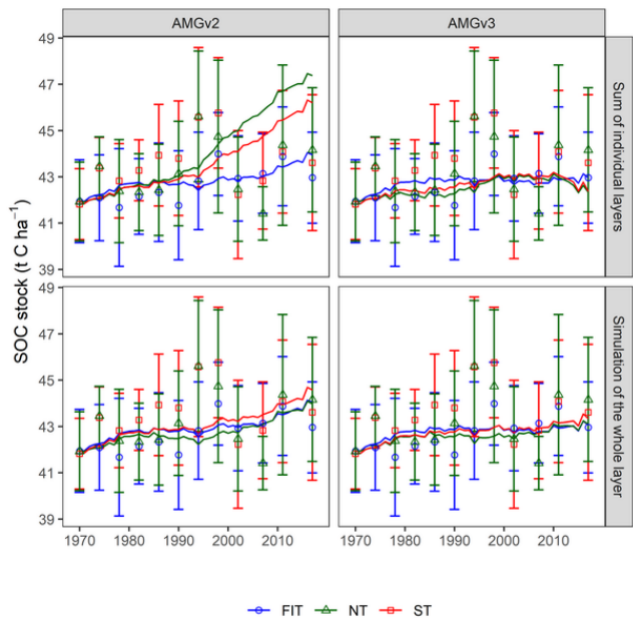 AMGv2
AMGv3
49
47
45
43
41
39
Sum of individual layers
SOC stock (t C ha⁻¹)
49
47
45
43
41
39
Simulation of the whole layer
1970 1980 1990 2000 2010
1970 1980 1990 2000 2010
FIT NT ST